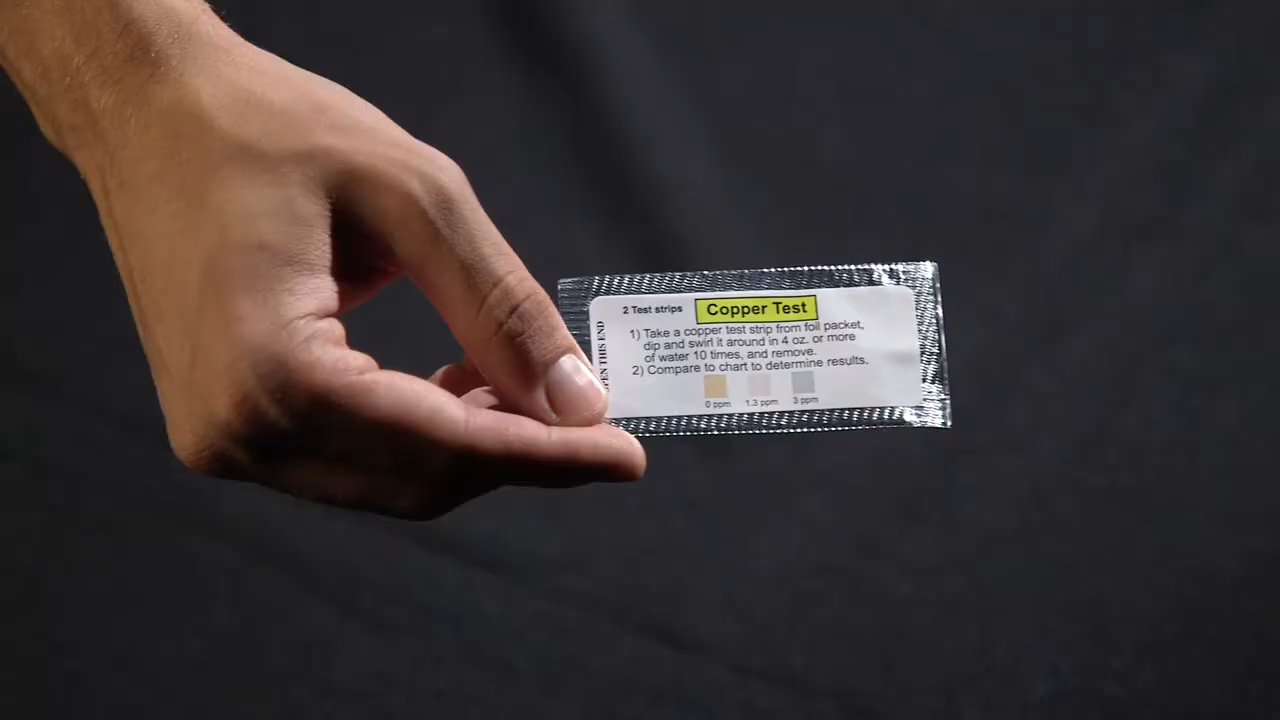 2 Test strips
Copper Test
1) Take a copper test strip from foil packet,
dip and swirl it around in 4 oz. or more
of water 10 times, and remove.
2) Compare to chart to determine results.
0 ppm 1.3 ppm 3 ppm
THIS END